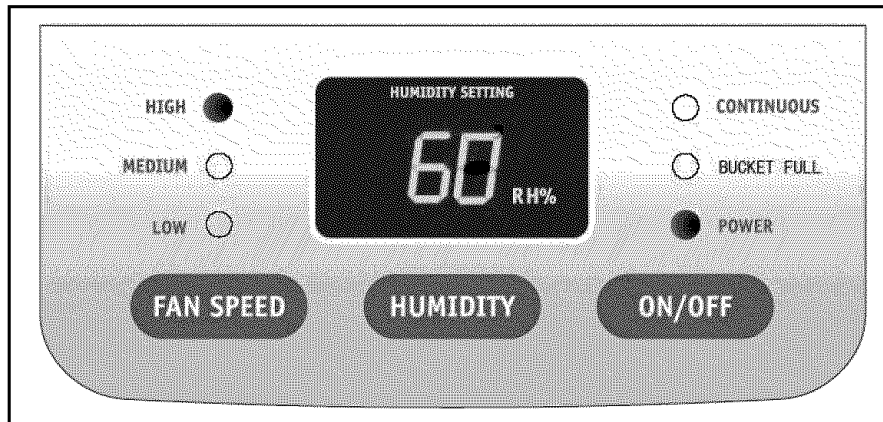 HUMIDITY SETTING
HIGH
CONTINUOUS
60
MEDIUM
BUCKET FULL
RH%
LOW
POWER
FAN SPEED
HUMIDITY
ON/OFF